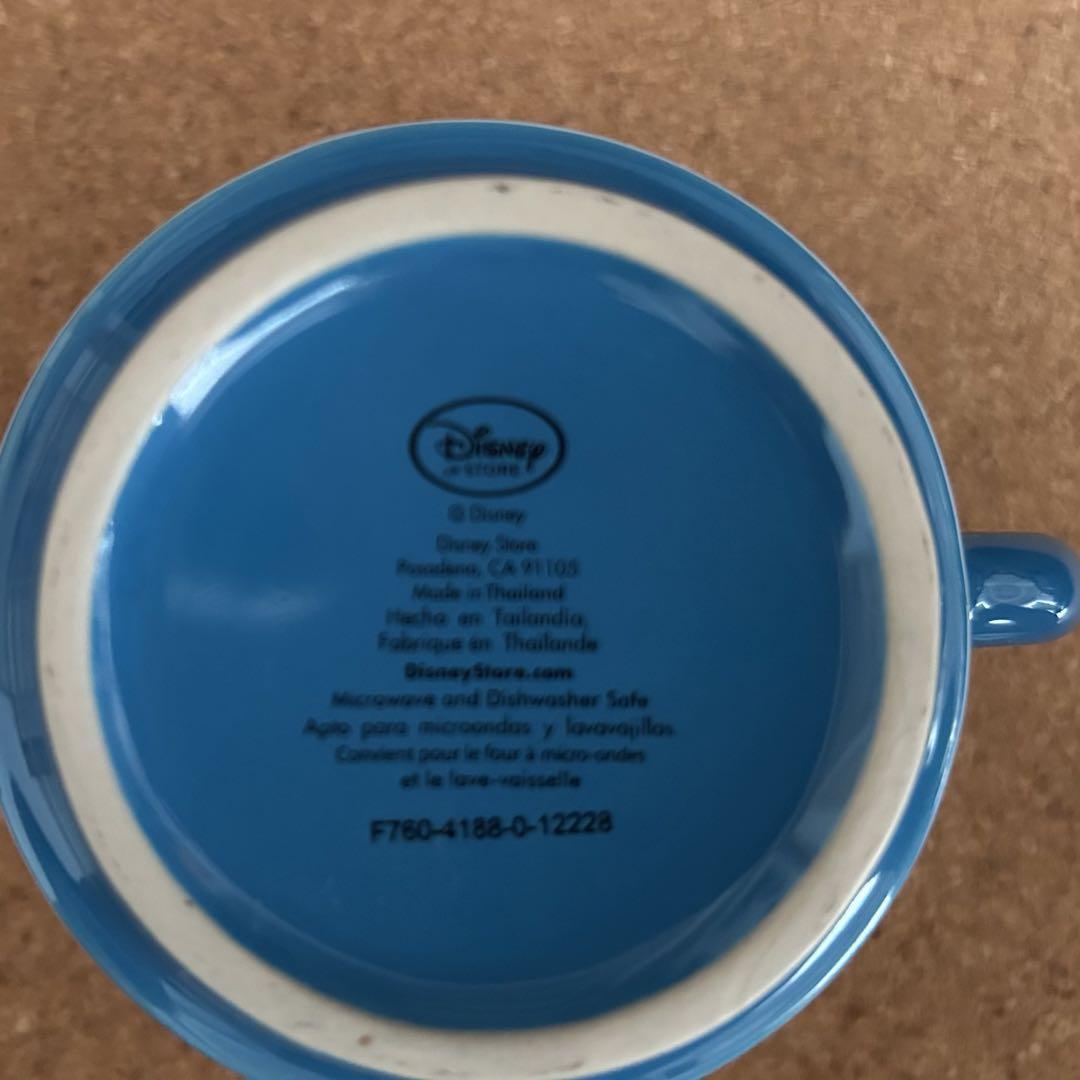 Disney
STORE
© Disney
Disney Store
Pasadena, CA 91105
Made in Thailand
Hecho en Tailandia,
Fabrique en Thailande
DisneyStore.com
Microwave and Dishwasher Safe
Apto para microondas y lavavajillas.
Convient pour le four à micro-ondes
et le lave-vaisselle
F760-4188-0-12228